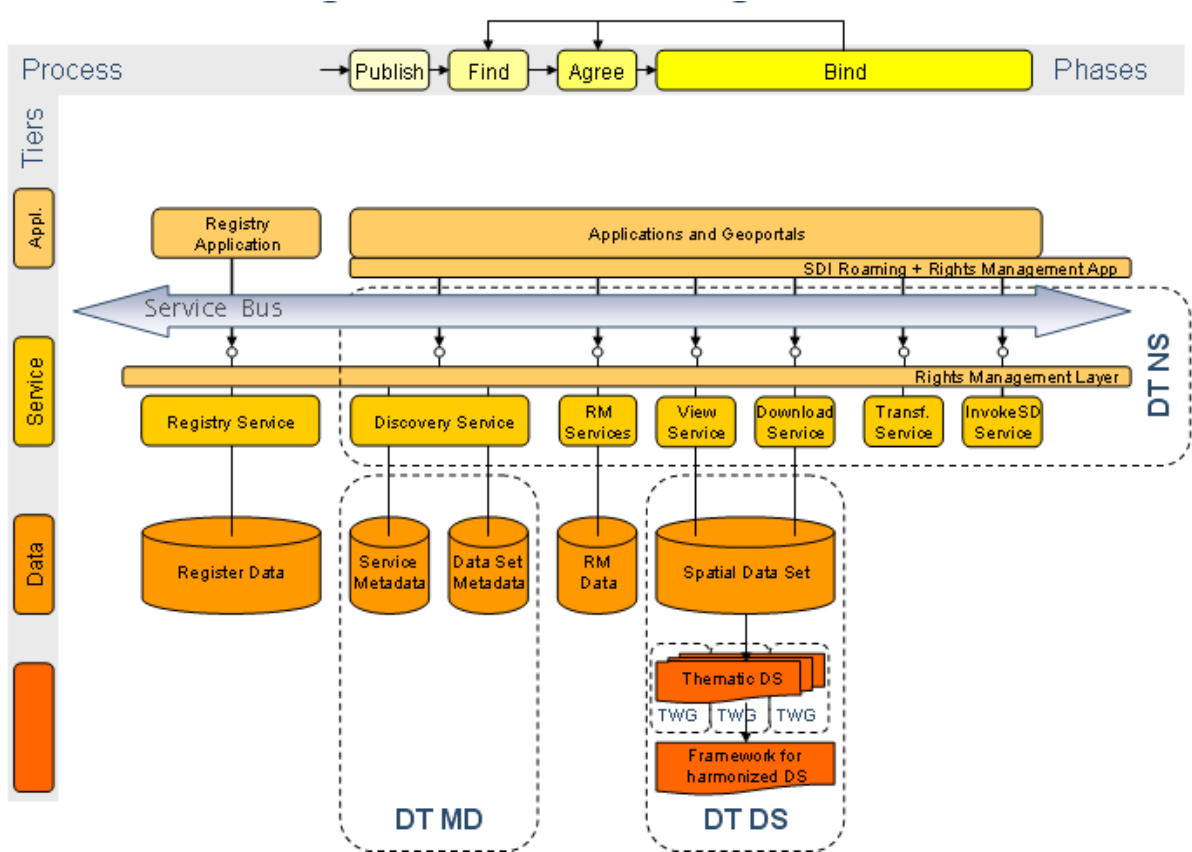 Process
Publish
Find
Agree
Bind
Phases
Tiers
Appl.
Registry
Application
Applications and Geoportals
SDI Roaming + Rights Management App
Service Bus
Service
Rights Management Layer
DT NS
Registry Service
Discovery Service
RM
Services
View
Service
Download
Service
Transf.
Service
InvokeSD
Service
Data
Register Data
Service
Metadata
Data Set
Metadata
RM
Data
Spatial Data Set
Thematic DS
TWG
TWG
TWG
Framework for
harmonized DS
DT MD
DT DS